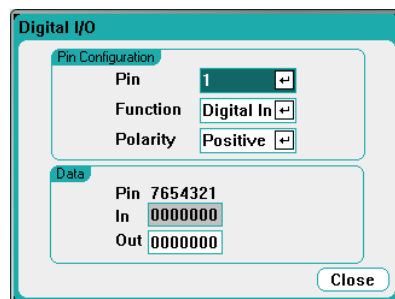 Digital I/O
Pin Configuration
Pin 1
Function Digital In
Polarity Positive
Data
Pin 7654321
In 0000000
Out 0000000
Close